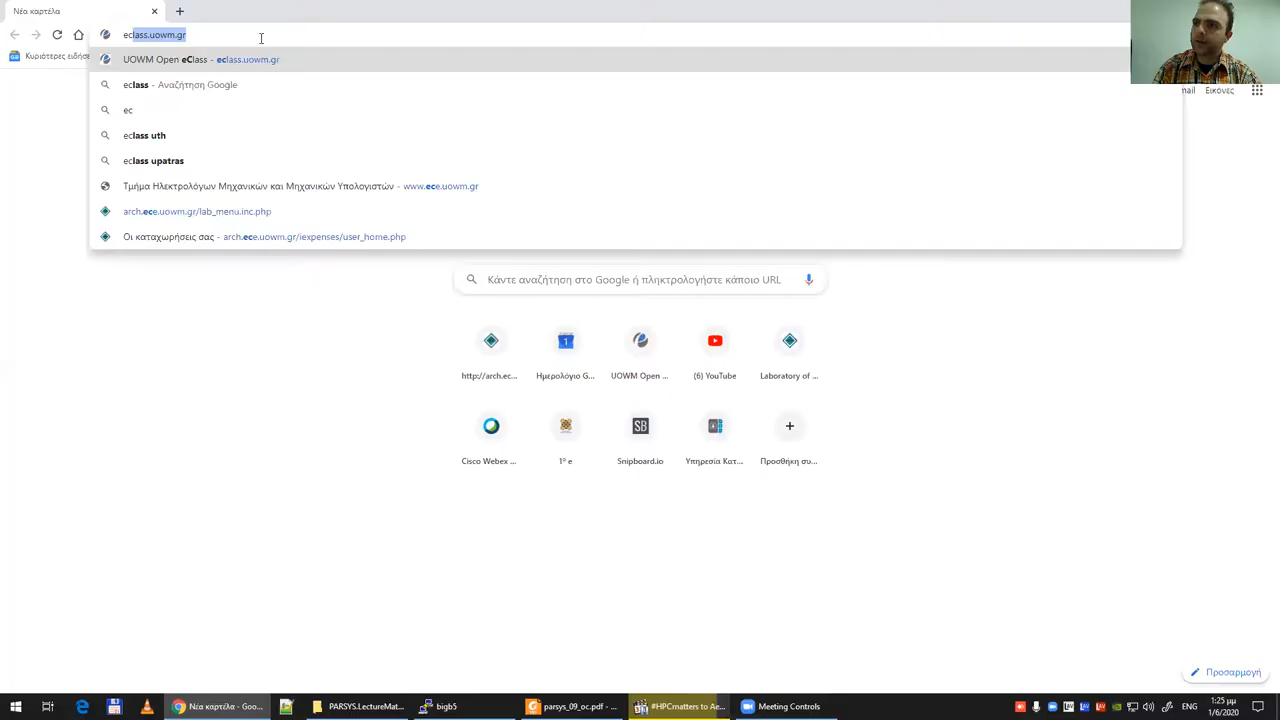 Νέα καρτέλα
eclass.uowm.gr
Κυριότερες ειδήσε
UOWM Open eClass - eclass.uowm.gr
eclass - Αναζήτηση Google
ec
eclass uth
eclass upatras
Τμήμα Ηλεκτρολόγων Μηχανικών και Μηχανικών Υπολογιστών - www.ece.uowm.gr
arch.ece.uowm.gr/lab_menu.inc.php
Οι καταχωρήσεις σας - arch.ece.uowm.gr/iexpenses/user_home.php
mail Εικόνες
Κάντε αναζήτηση στο Google ή πληκτρολογήστε κάποιο URL
http://arch.ec... Ημερολόγιο G... UOWM Open ... (6) YouTube Laboratory of ...
Cisco Webex ... 1º e Snipboard.io Υπηρεσία Κατ... Προσθήκη συ...
Προσαρμογή
Νέα καρτέλα - Goo... PARSYS.LectureMat... bigb5 parsys_09_oc.pdf - ... #HPCmatters to Ae... Meeting Controls ENG 1:25 μμ
1/6/2020